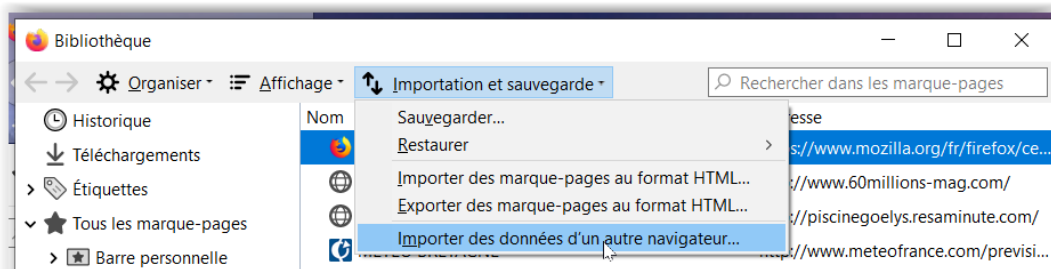 Bibliothèque
Organiser Affichage Importation et sauvegarde Rechercher dans les marque-pages
Historique Nom Sauvegarder... esse
Téléchargements Restaurer s://www.mozilla.org/fr/firefox/ce...
Étiquettes Importer des marque-pages au format HTML... ://www.60millions-mag.com/
Tous les marque-pages Exporter des marque-pages au format HTML... ://piscinegoelys.resaminute.com/
Barre personnelle Importer des données d’un autre navigateur... http://www.meteofrance.com/previsi...